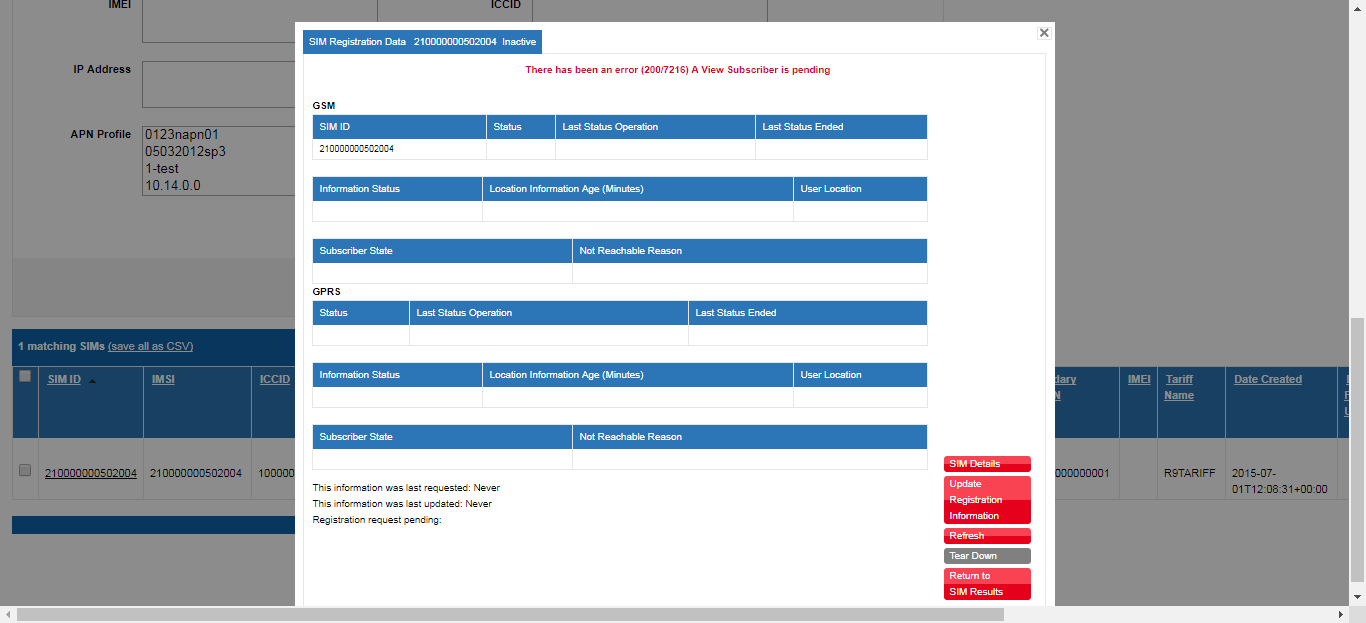 IMEI
ICCID
IP Address
APN Profile
0123napn01
05032012sp3
1-test
10.14.0.0
SIM Registration Data 210000000502004 Inactive
There has been an error (200/7216) A View Subscriber is pending
GSM
SIM ID Status Last Status Operation Last Status Ended
210000000502004
Information Status Location Information Age (Minutes) User Location
Subscriber State Not Reachable Reason
GPRS
Status Last Status Operation Last Status Ended
Information Status Location Information Age (Minutes) User Location
Subscriber State Not Reachable Reason
This information was last requested: Never
This information was last updated: Never
Registration request pending:
SIM Details
Update
Registration
Information
Refresh
Tear Down
Return to
SIM Results
1 matching SIMs (save all as CSV)
SIM ID IMSI ICCID dary IMEI Tariff Date Created
N Name
210000000502004 210000000502004 100000 000000001 R9TARIFF 2015-07-
01T12:08:31+00:00